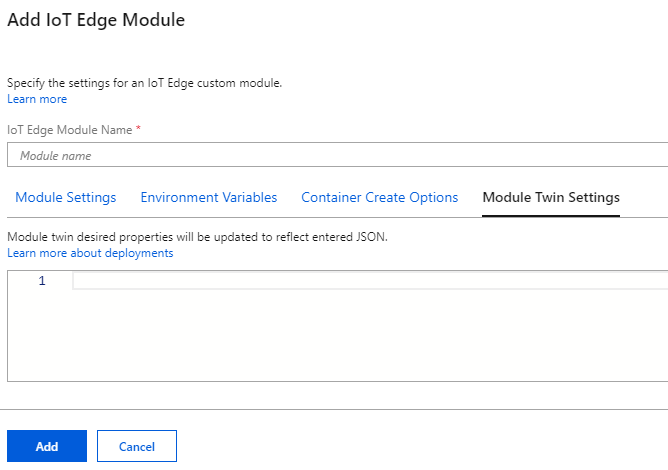 Add IoT Edge Module
Specify the settings for an IoT Edge custom module.
Learn more
IoT Edge Module Name *
Module name
Module Settings Environment Variables Container Create Options Module Twin Settings
Module twin desired properties will be updated to reflect entered JSON.
Learn more about deployments
1
Add Cancel